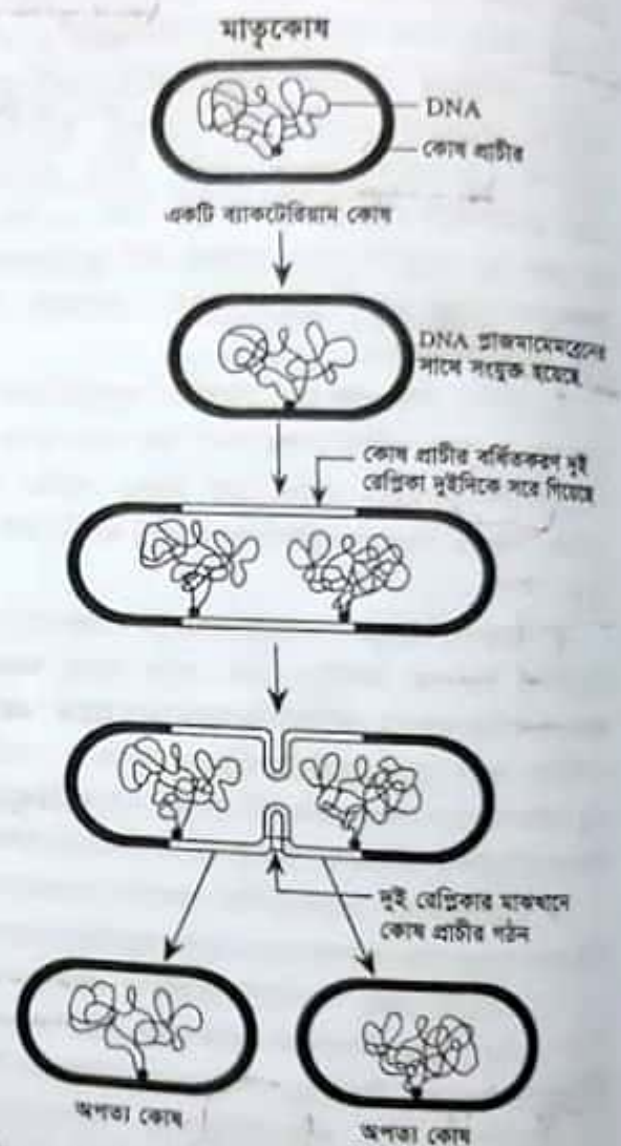 মাতৃকোষ
DNA
কোষ প্রাচীর
একটি ব্যাকটেরিয়াম কোষ
DNA প্লাজমামেমব্রেনের
সাথে সংযুক্ত হয়েছে
কোষ প্রাচীর বর্ধিতকরণ দুই
রেপ্লিকা দুইদিকে সরে গিয়েছে
দুই রেপ্লিকার মাঝখানে
কোষ প্রাচীর গঠন
অপত্য কোষ
অপত্য কোষ